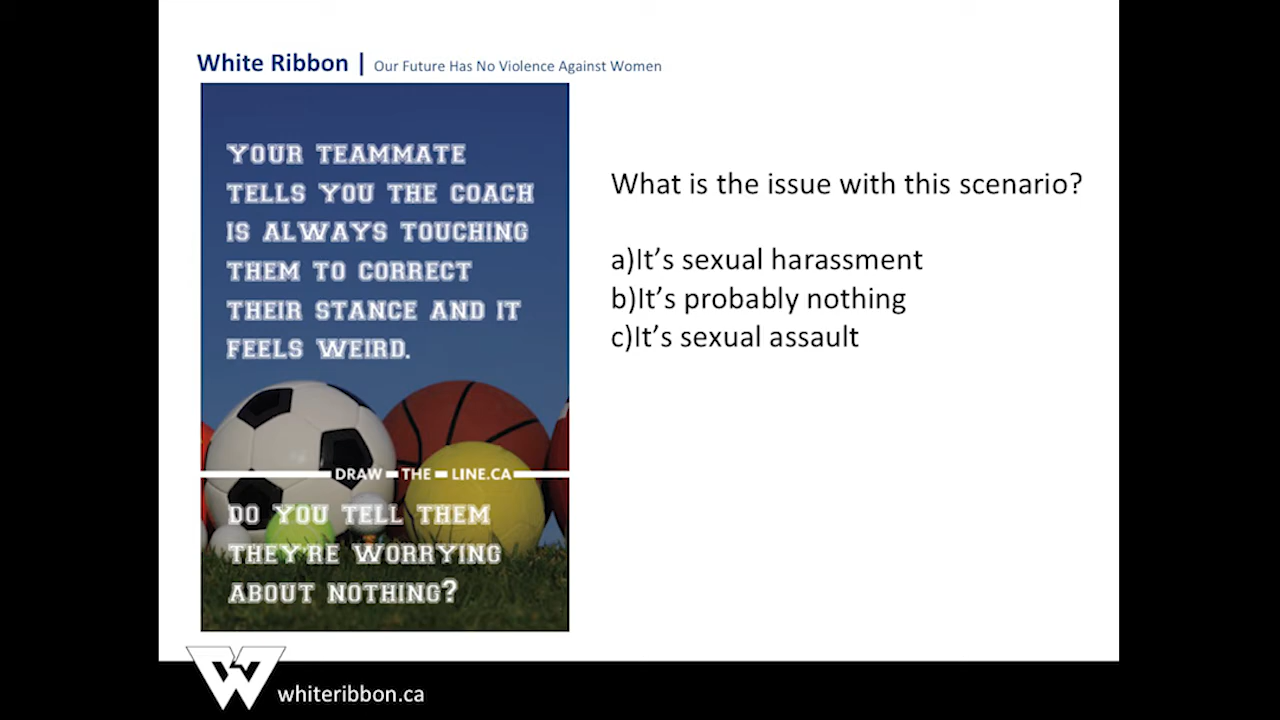 White Ribbon | Our Future Has No Violence Against Women
YOUR TEAMMATE
TELLS YOU THE COACH
IS ALWAYS TOUCHING
THEM TO CORRECT
THEIR STANCE AND IT
FEELS WEIRD.
DRAW-THE-LINE.CA
DO YOU TELL THEM
THEY'RE WORRYING
ABOUT NOTHING?
What is the issue with this scenario?
a)It's sexual harassment
b)It's probably nothing
c)It's sexual assault
whiteribbon.ca